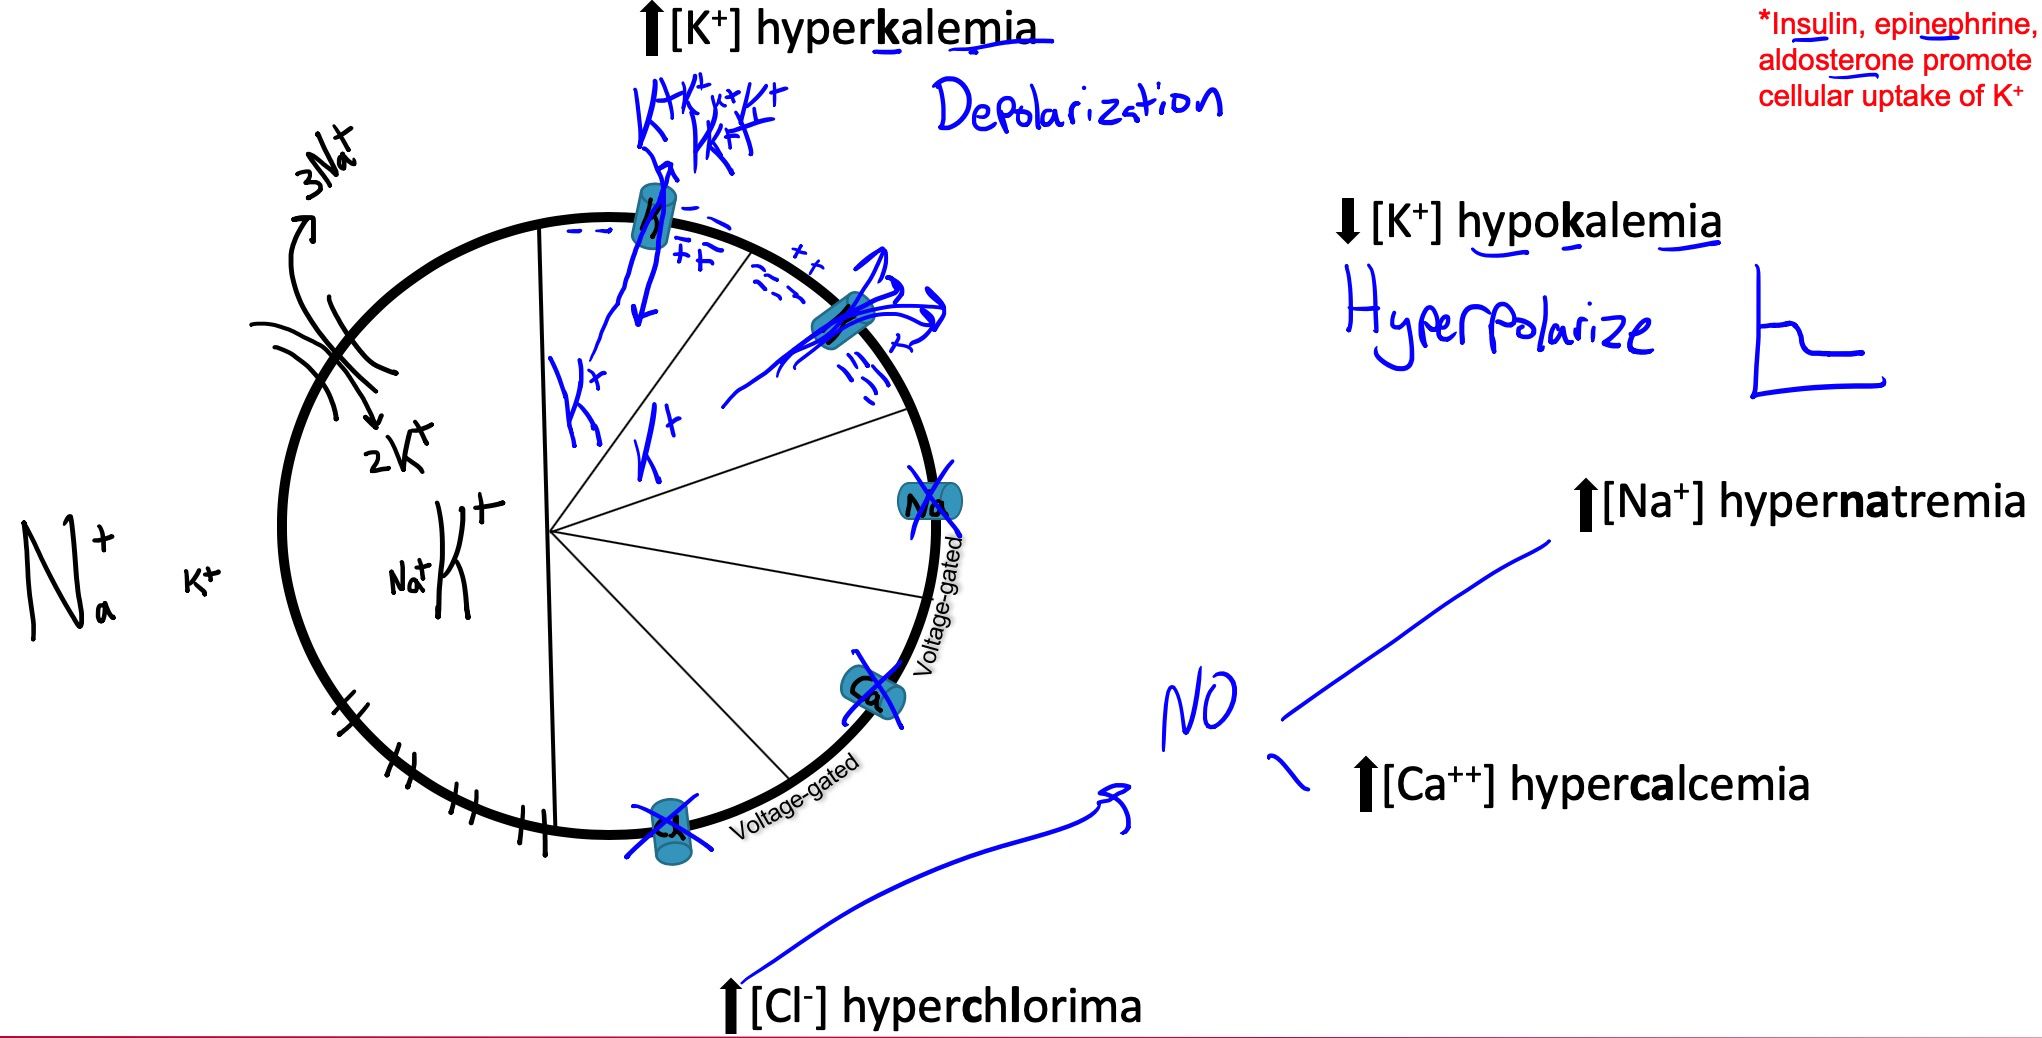 ↑[K⁺] hyperkalemia
*Insulin, epinephrine,
aldosterone promote
cellular uptake of K⁺
K⁺ K⁺ K⁺ K⁺
K⁺
Depolarization
3Na⁺
K
↓[K⁺] hypokalemia
Hyperpolarize
K⁺
K⁺
2K⁺
Na
↑[Na⁺] hypernatremia
Na⁺ K⁺
Na⁺ K⁺
Voltage-gated
Ca
NO
↑[Ca⁺⁺] hypercalcemia
Voltage-gated
Cl
↑[Cl⁻] hyperchlorima